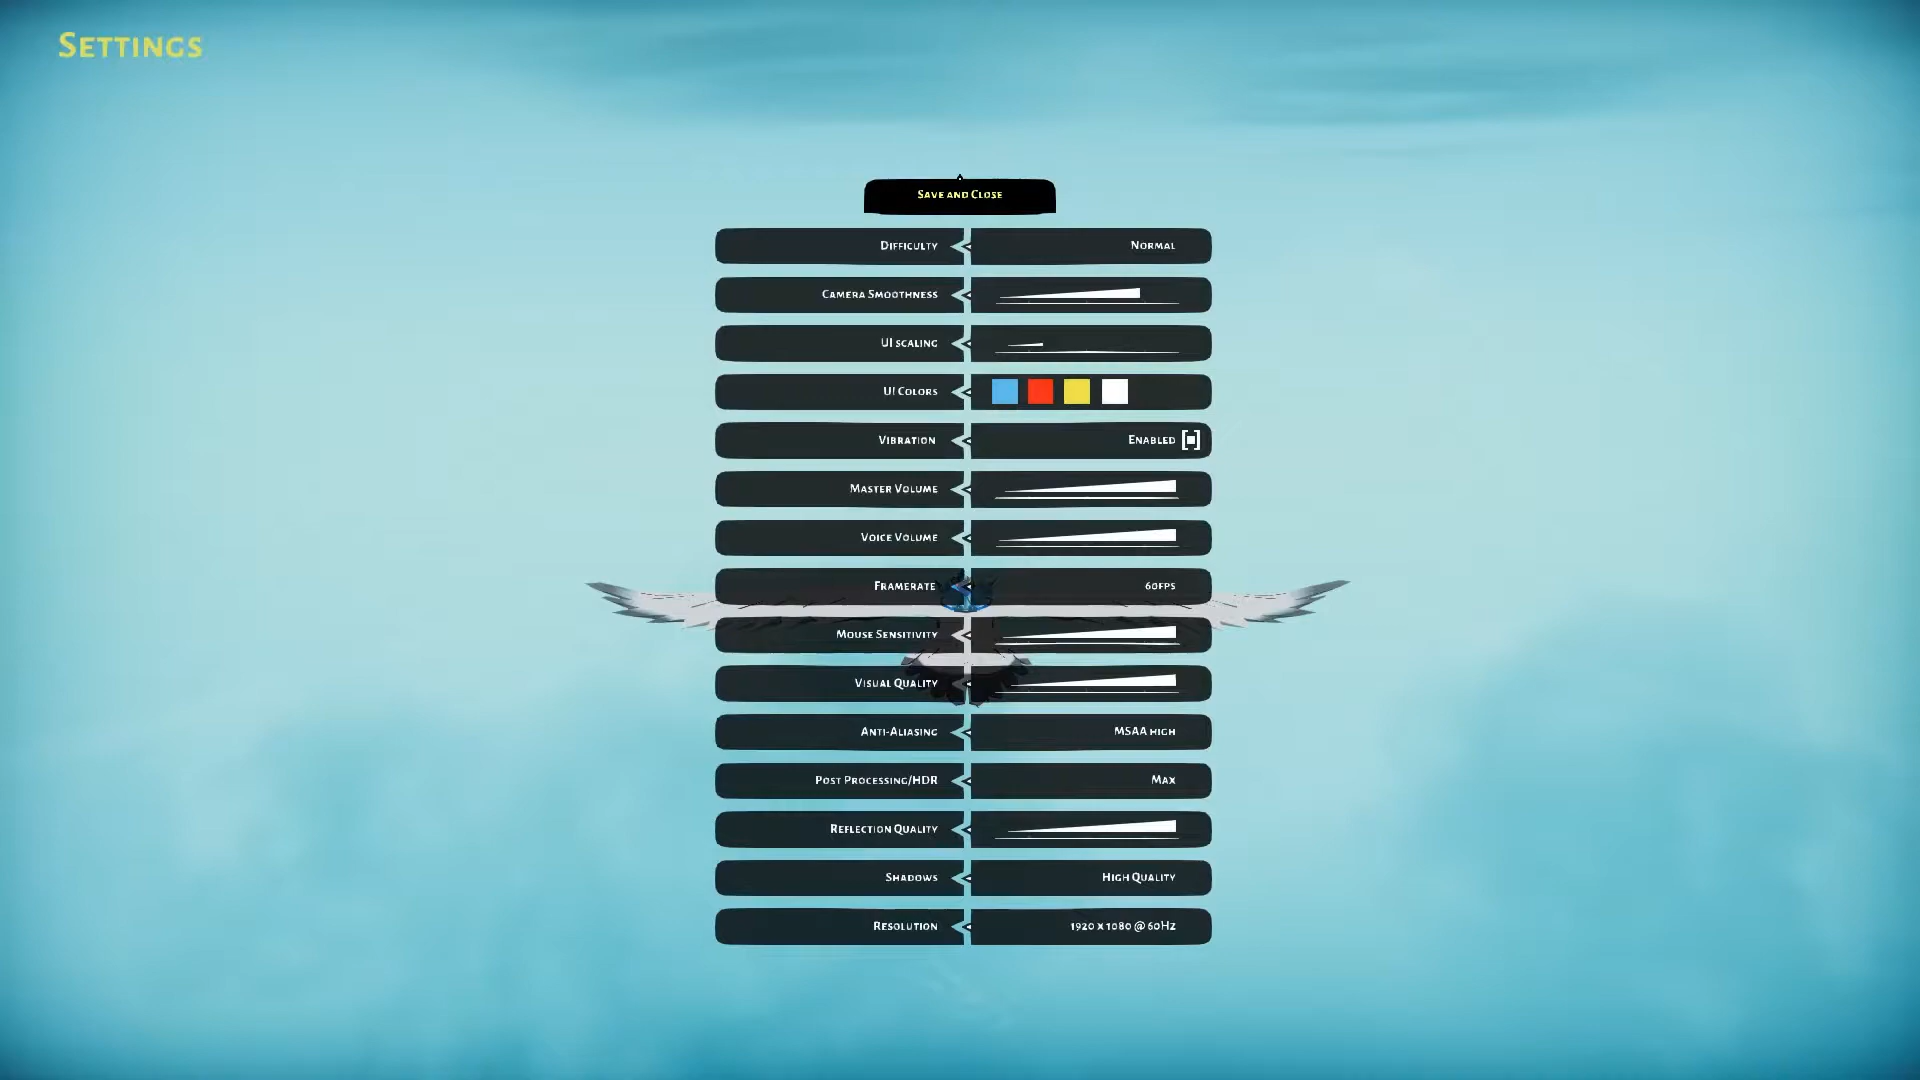 Settings
Save and Close
Difficulty Normal
Camera Smoothness
UI scaling
UI Colors
Vibration Enabled
Master Volume
Voice Volume
Framerate 60fps
Mouse Sensitivity
Visual Quality
Anti-Aliasing MSAA high
Post Processing/HDR Max
Reflection Quality
Shadows High Quality
Resolution 1920 x 1080 @ 60Hz